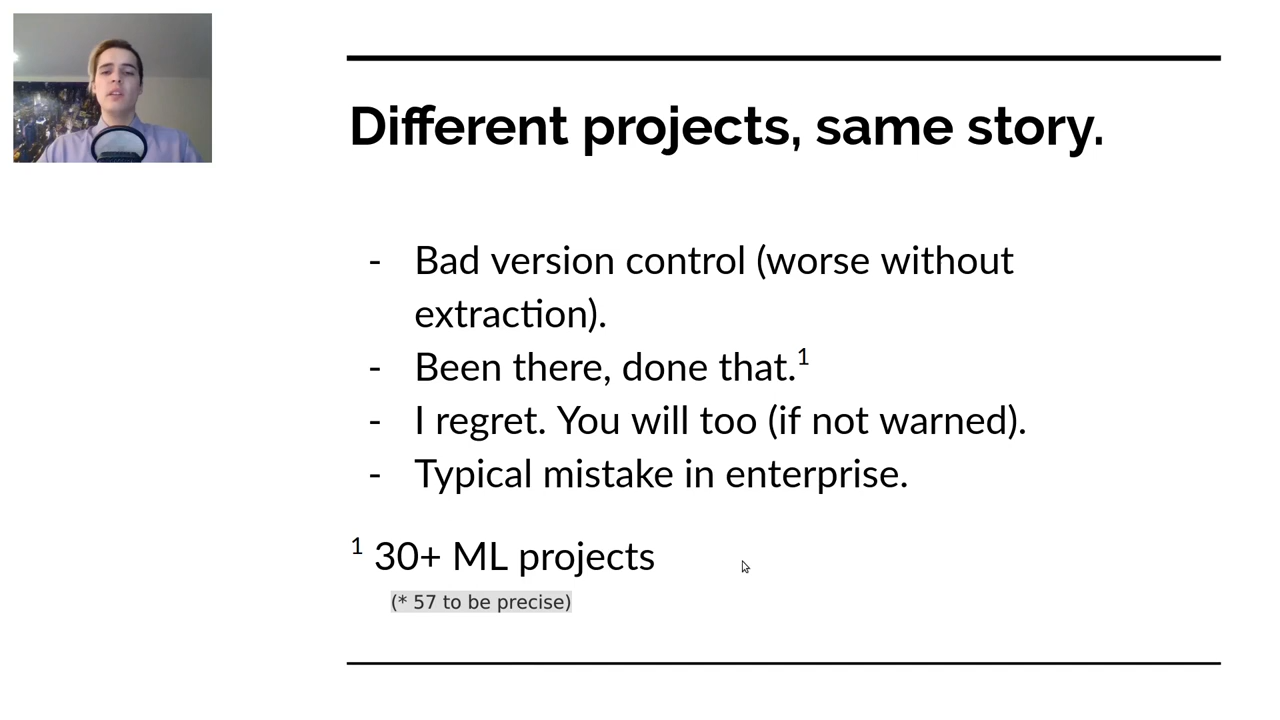 Different projects, same story.
- Bad version control (worse without
extraction).
- Been there, done that.¹
- I regret. You will too (if not warned).
- Typical mistake in enterprise.
¹ 30+ ML projects
(* 57 to be precise)